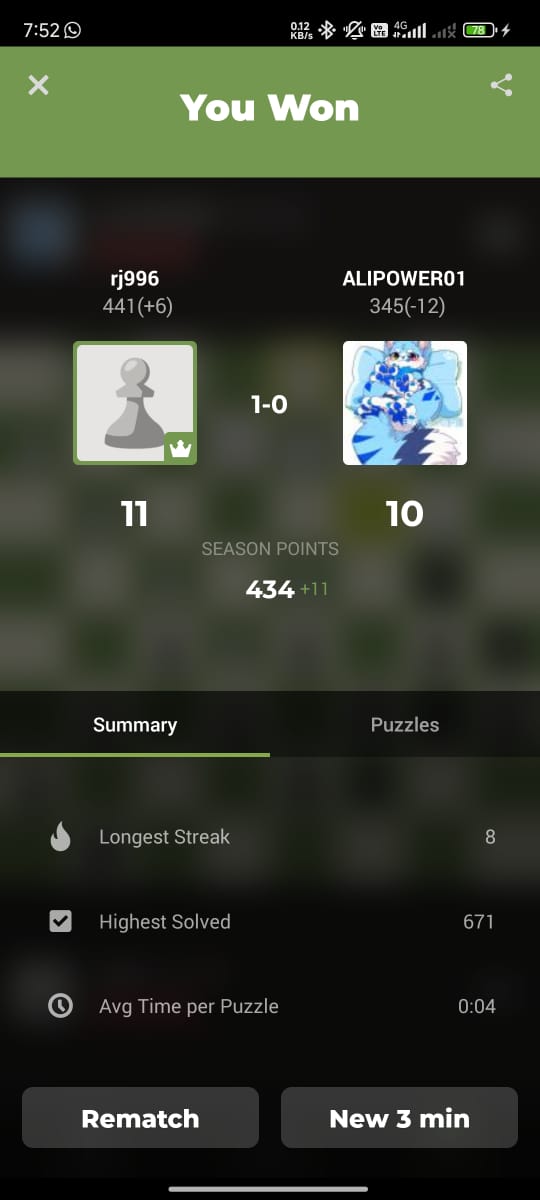 7:52
0.12 KB/s Vo LTE 4G 78
You Won
rj996 ALIPOWER01
441(+6) 345(-12)
1-0
11 10
SEASON POINTS
434 +11
Summary Puzzles
Longest Streak 8
Highest Solved 671
Avg Time per Puzzle 0:04
Rematch New 3 min